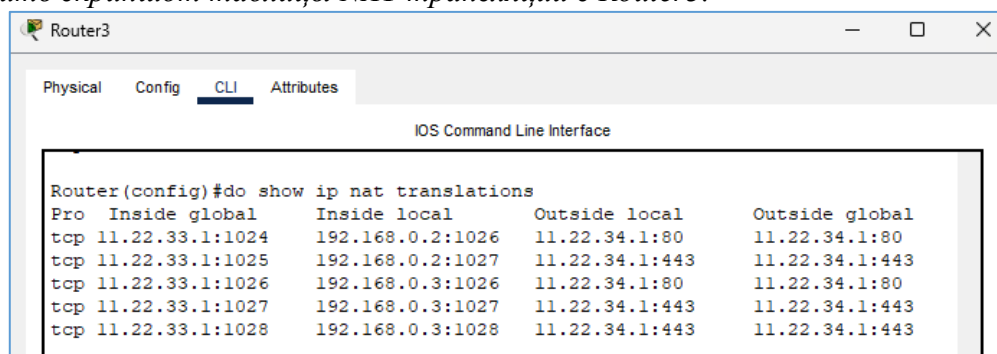 скрипшот таблиці NAT-трансляцій с Router3:
Router3
Physical Config CLI Attributes
IOS Command Line Interface
Router(config)#do show ip nat translations
Pro Inside global Inside local Outside local Outside global
tcp 11.22.33.1:1024 192.168.0.2:1026 11.22.34.1:80 11.22.34.1:80
tcp 11.22.33.1:1025 192.168.0.2:1027 11.22.34.1:443 11.22.34.1:443
tcp 11.22.33.1:1026 192.168.0.3:1026 11.22.34.1:80 11.22.34.1:80
tcp 11.22.33.1:1027 192.168.0.3:1027 11.22.34.1:443 11.22.34.1:443
tcp 11.22.33.1:1028 192.168.0.3:1028 11.22.34.1:443 11.22.34.1:443